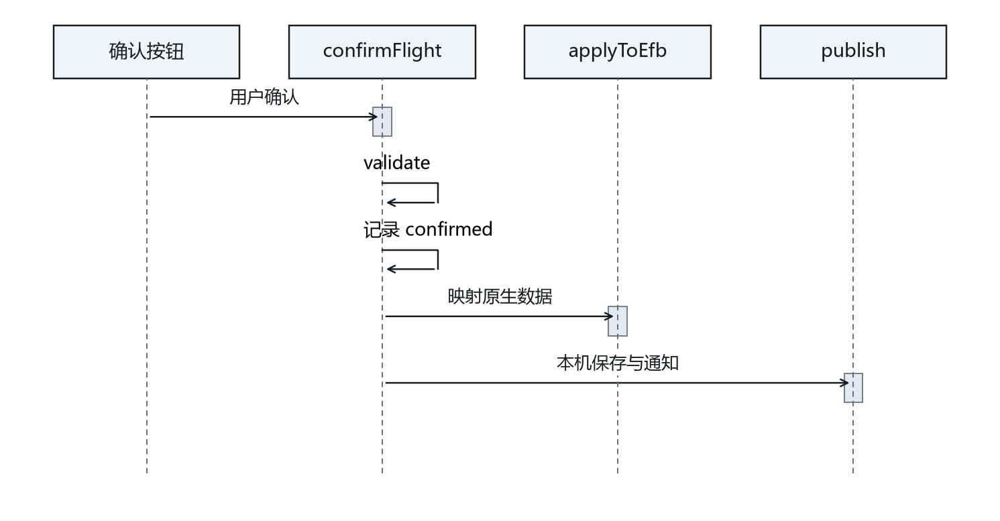 确认按钮
confirmFlight
applyToEfb
publish
用户确认
validate
记录 confirmed
映射原生数据
本机保存与通知